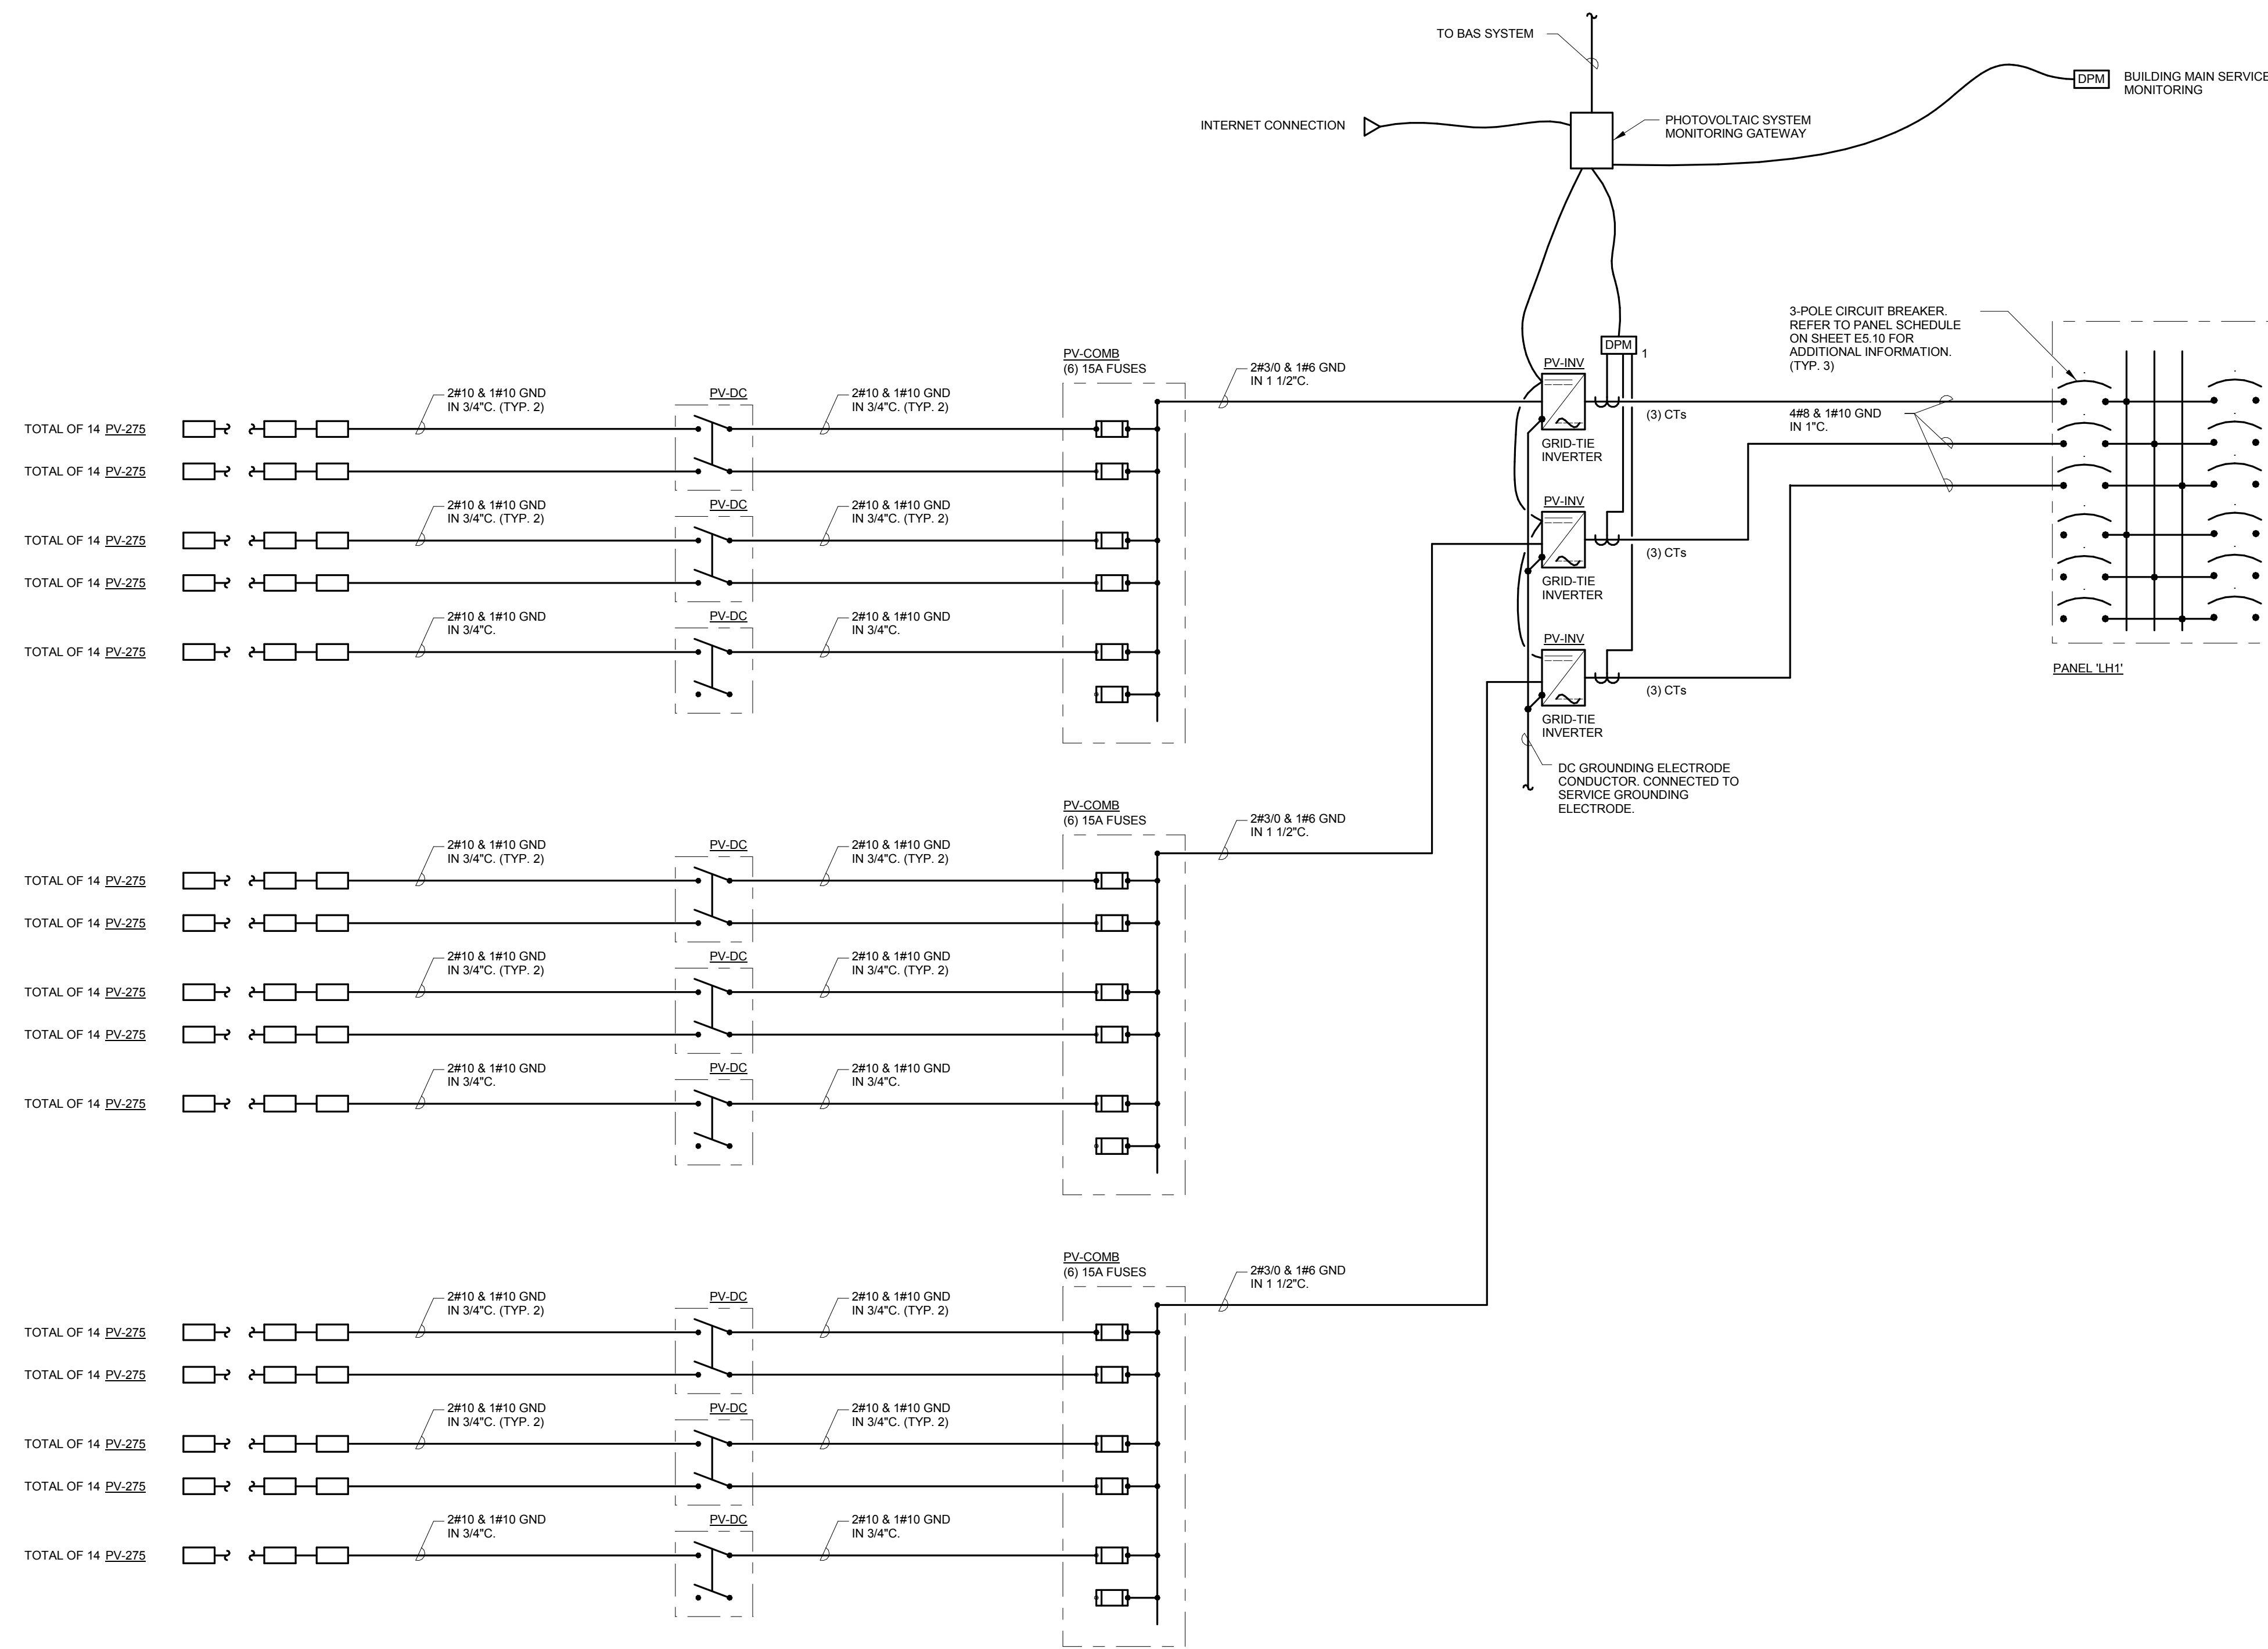 TO BAS SYSTEM
DPM
BUILDING MAIN SERVICE
MONITORING
INTERNET CONNECTION
PHOTOVOLTAIC SYSTEM
MONITORING GATEWAY
3-POLE CIRCUIT BREAKER.
REFER TO PANEL SCHEDULE
ON SHEET E5.10 FOR
ADDITIONAL INFORMATION.
(TYP. 3)
DPM
1
PV-COMB
(6) 15A FUSES
2#3/0 & 1#6 GND
IN 1 1/2"C.
PV-INV
(3) CTs
GRID-TIE
INVERTER
4#8 & 1#10 GND
IN 1"C.
2#10 & 1#10 GND
IN 3/4"C. (TYP. 2)
PV-DC
2#10 & 1#10 GND
IN 3/4"C. (TYP. 2)
TOTAL OF 14 PV-275
TOTAL OF 14 PV-275
2#10 & 1#10 GND
IN 3/4"C. (TYP. 2)
PV-DC
2#10 & 1#10 GND
IN 3/4"C. (TYP. 2)
PV-INV
(3) CTs
GRID-TIE
INVERTER
TOTAL OF 14 PV-275
TOTAL OF 14 PV-275
2#10 & 1#10 GND
IN 3/4"C.
PV-DC
2#10 & 1#10 GND
IN 3/4"C.
PV-INV
(3) CTs
GRID-TIE
INVERTER
TOTAL OF 14 PV-275
PANEL 'LH1'
DC GROUNDING ELECTRODE
CONDUCTOR. CONNECTED TO
SERVICE GROUNDING
ELECTRODE.
PV-COMB
(6) 15A FUSES
2#3/0 & 1#6 GND
IN 1 1/2"C.
2#10 & 1#10 GND
IN 3/4"C. (TYP. 2)
PV-DC
2#10 & 1#10 GND
IN 3/4"C. (TYP. 2)
TOTAL OF 14 PV-275
TOTAL OF 14 PV-275
2#10 & 1#10 GND
IN 3/4"C. (TYP. 2)
PV-DC
2#10 & 1#10 GND
IN 3/4"C. (TYP. 2)
TOTAL OF 14 PV-275
TOTAL OF 14 PV-275
2#10 & 1#10 GND
IN 3/4"C.
PV-DC
2#10 & 1#10 GND
IN 3/4"C.
TOTAL OF 14 PV-275
PV-COMB
(6) 15A FUSES
2#3/0 & 1#6 GND
IN 1 1/2"C.
2#10 & 1#10 GND
IN 3/4"C. (TYP. 2)
PV-DC
2#10 & 1#10 GND
IN 3/4"C. (TYP. 2)
TOTAL OF 14 PV-275
TOTAL OF 14 PV-275
2#10 & 1#10 GND
IN 3/4"C. (TYP. 2)
PV-DC
2#10 & 1#10 GND
IN 3/4"C. (TYP. 2)
TOTAL OF 14 PV-275
TOTAL OF 14 PV-275
2#10 & 1#10 GND
IN 3/4"C.
PV-DC
2#10 & 1#10 GND
IN 3/4"C.
TOTAL OF 14 PV-275